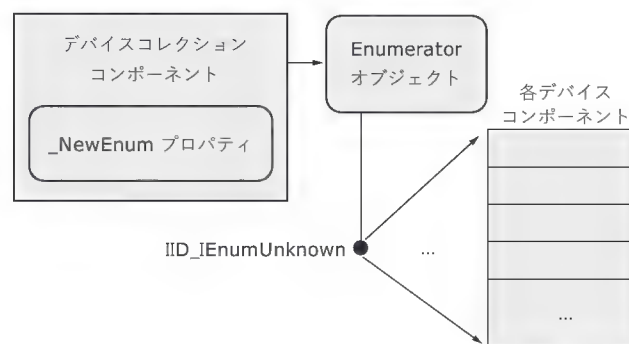 デバイスコレクション
コンポーネント
_NewEnum プロパティ
Enumerator
オブジェクト
各デバイス
コンポーネント
IID_IEnumUnknown
...
...